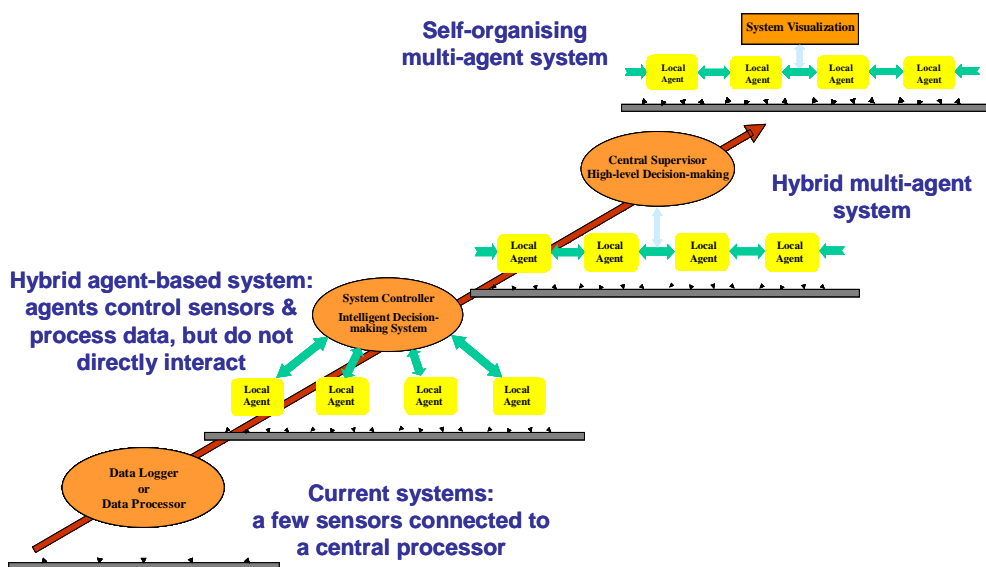 Self-organising
multi-agent system
System Visualization
Local
Agent
Local
Agent
Local
Agent
Local
Agent
Central Supervisor
High-level Decision-making
Hybrid multi-agent
system
Local
Agent
Local
Agent
Local
Agent
Local
Agent
Hybrid agent-based system:
agents control sensors &
process data, but do not
directly interact
System Controller
Intelligent Decision-
making System
Local
Agent
Local
Agent
Local
Agent
Local
Agent
Data Logger
or
Data Processor
Current systems:
a few sensors connected to
a central processor